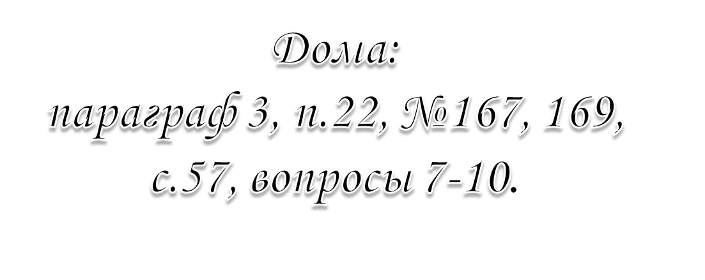 Дома:
параграф 3, п.22, №167, 169,
с.57, вопросы 7-10.